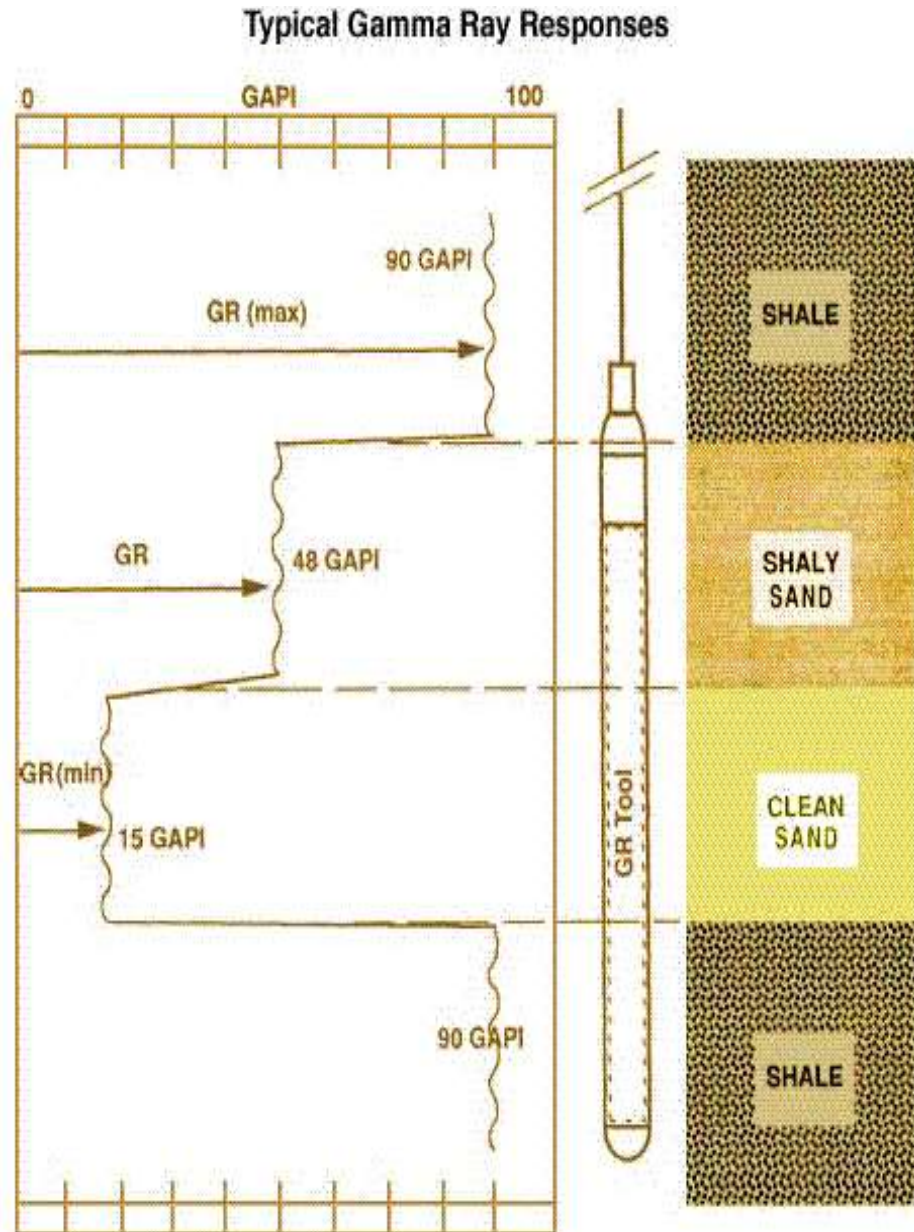 Typical Gamma Ray Responses
0 GAPI 100
90 GAPI
GR (max)
SHALE
GR
48 GAPI
SHALY
SAND
GR(min)
15 GAPI
GR Tool
CLEAN
SAND
90 GAPI
SHALE